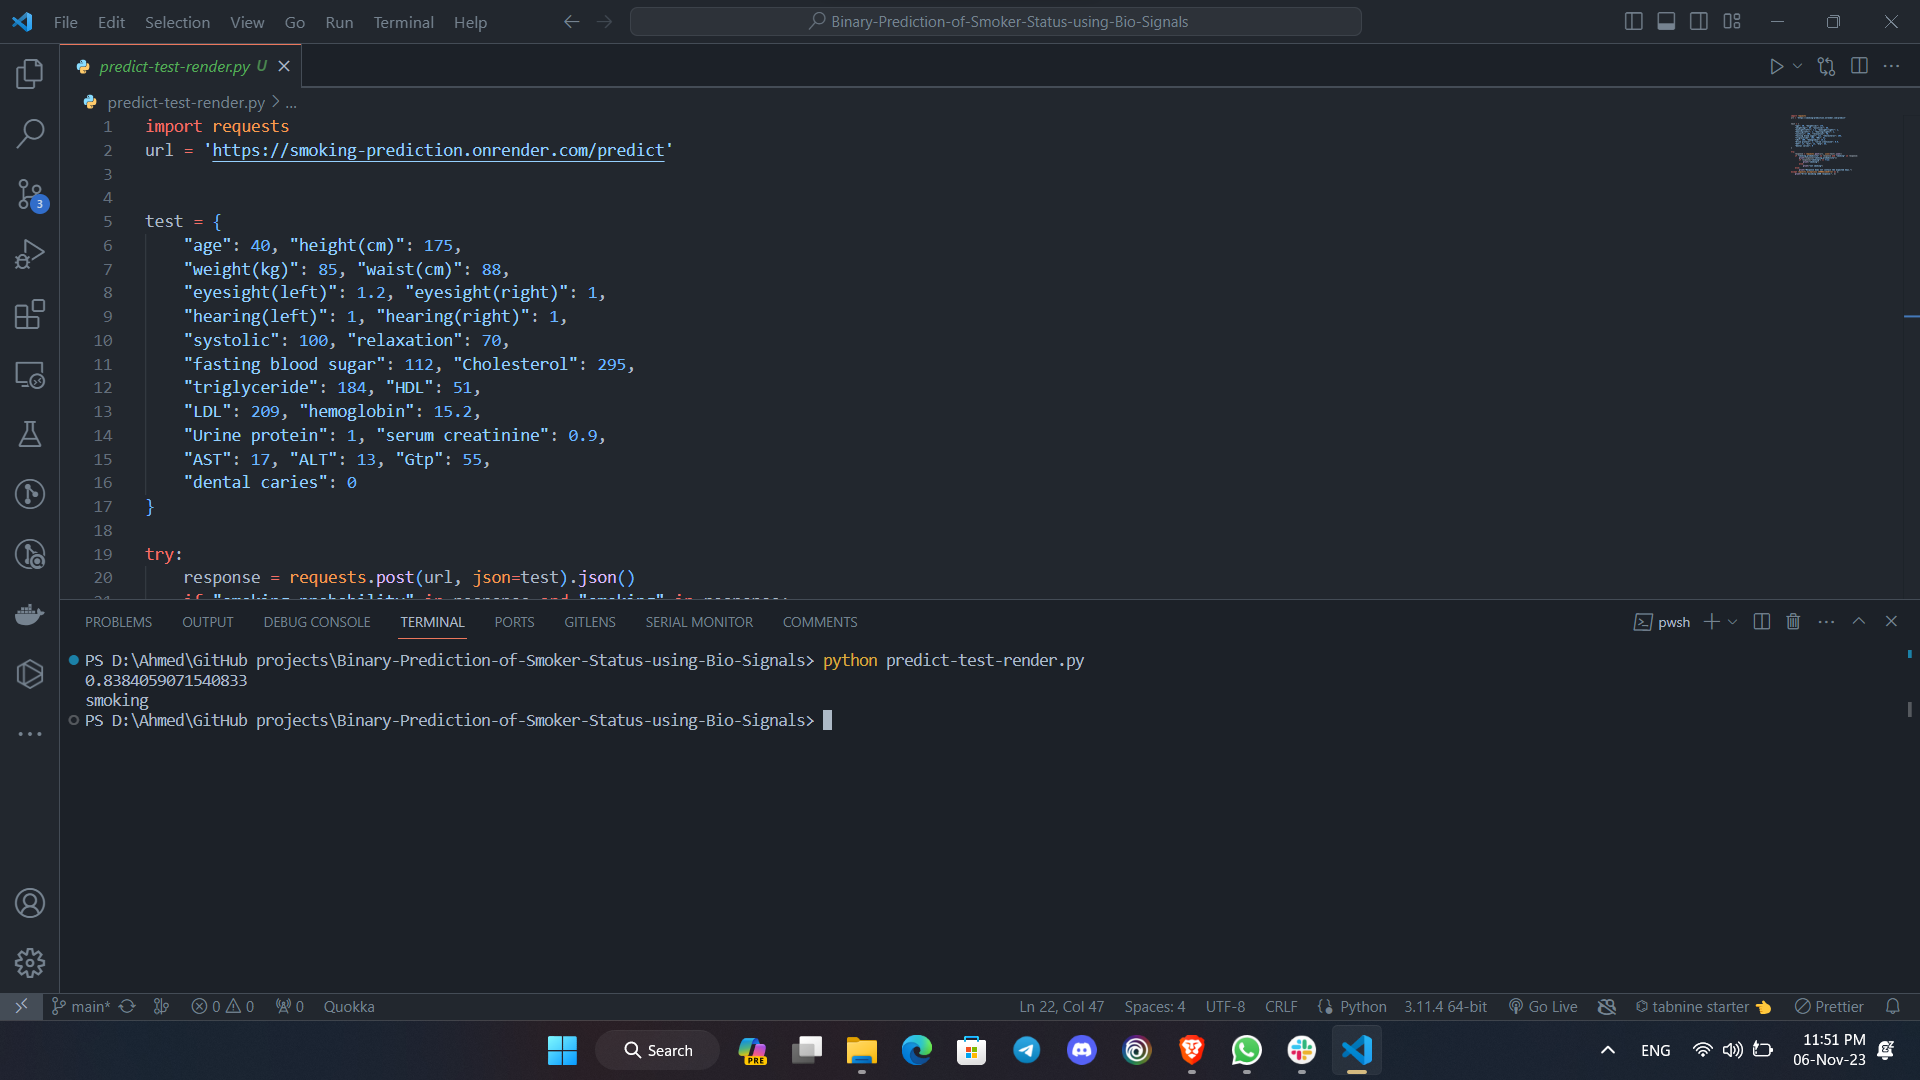 File Edit Selection View Go Run Terminal Help
Binary-Prediction-of-Smoker-Status-using-Bio-Signals
predict-test-render.py U
predict-test-render.py > ...
1 import requests
2 url = 'https://smoking-prediction.onrender.com/predict'
3
4
5 test = {
6 "age": 40, "height(cm)": 175,
7 "weight(kg)": 85, "waist(cm)": 88,
8 "eyesight(left)": 1.2, "eyesight(right)": 1,
9 "hearing(left)": 1, "hearing(right)": 1,
10 "systolic": 100, "relaxation": 70,
11 "fasting blood sugar": 112, "Cholesterol": 295,
12 "triglyceride": 184, "HDL": 51,
13 "LDL": 209, "hemoglobin": 15.2,
14 "Urine protein": 1, "serum creatinine": 0.9,
15 "AST": 17, "ALT": 13, "Gtp": 55,
16 "dental caries": 0
17 }
18
19 try:
20 response = requests.post(url, json=test).json()
21 if "smoking probability" in response and "smoking" in response:
3
PROBLEMS OUTPUT DEBUG CONSOLE TERMINAL PORTS GITLENS SERIAL MONITOR COMMENTS
pwsh
PS D:\Ahmed\GitHub projects\Binary-Prediction-of-Smoker-Status-using-Bio-Signals> python predict-test-render.py
0.8384059071540833
smoking
PS D:\Ahmed\GitHub projects\Binary-Prediction-of-Smoker-Status-using-Bio-Signals>
main* 0 0 0 Quokka
Ln 22, Col 47 Spaces: 4 UTF-8 CRLF Python 3.11.4 64-bit Go Live tabnine starter Prettier
Search
PRE
ENG
11:51 PM
06-Nov-23